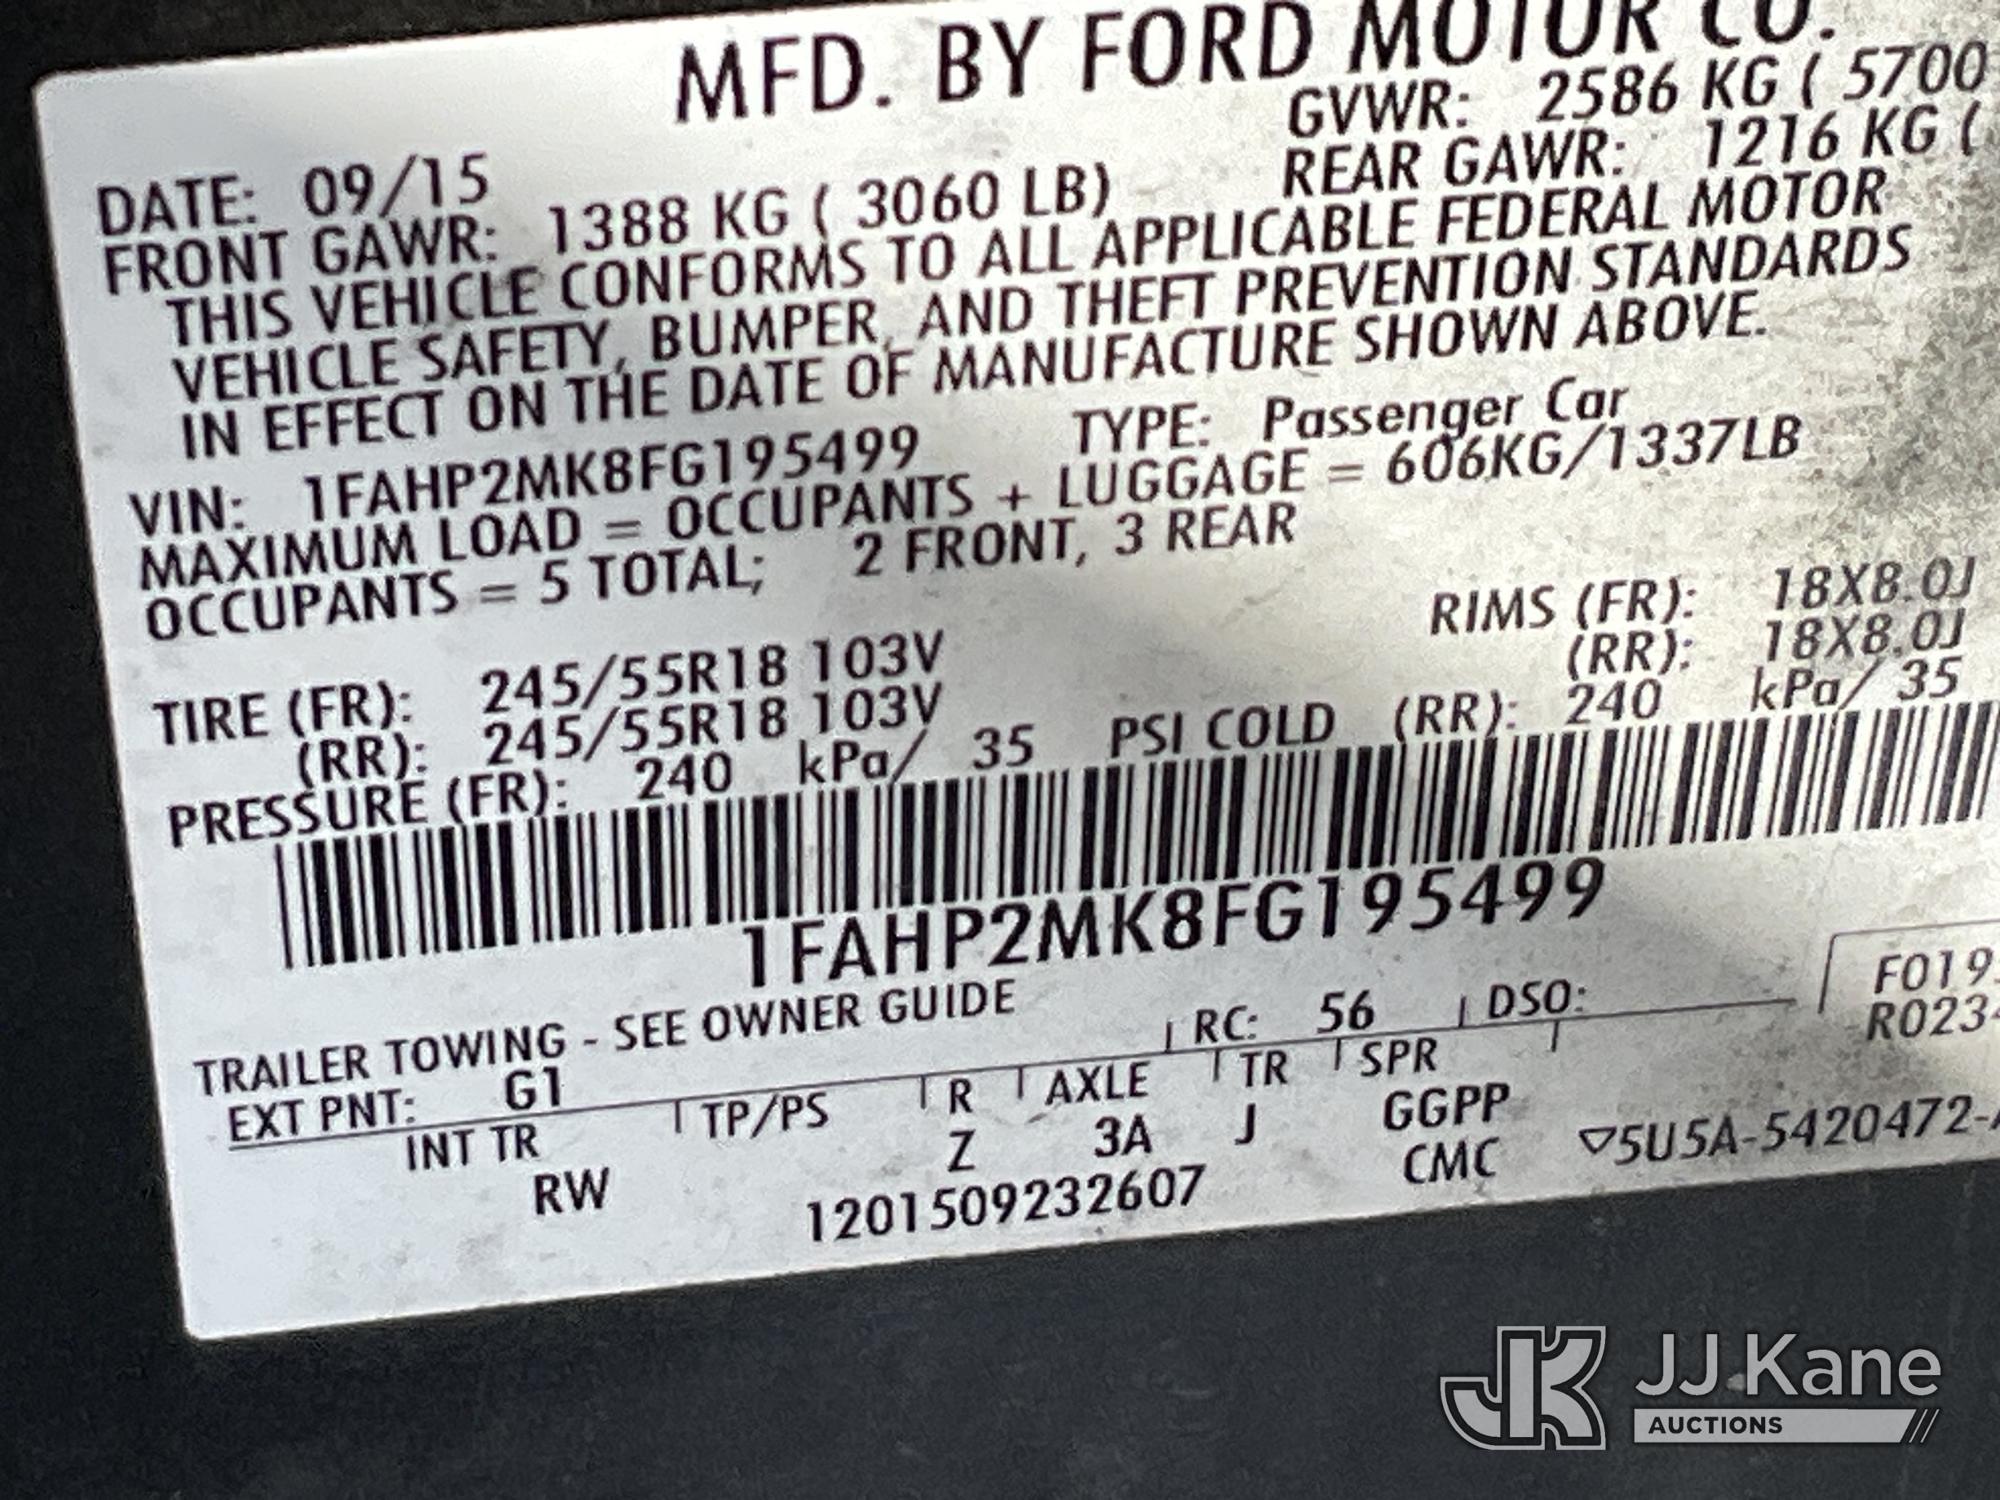 MFD. BY FORD MOTOR CO.
DATE: 09/15 GVWR: 2586 KG ( 5700
FRONT GAWR: 1388 KG ( 3060 LB) REAR GAWR: 1216 KG (
THIS VEHICLE CONFORMS TO ALL APPLICABLE FEDERAL MOTOR
VEHICLE SAFETY, BUMPER, AND THEFT PREVENTION STANDARDS
IN EFFECT ON THE DATE OF MANUFACTURE SHOWN ABOVE.
VIN: 1FAHP2MK8FG195499 TYPE: Passenger Car
MAXIMUM LOAD = OCCUPANTS + LUGGAGE = 606KG/1337LB
OCCUPANTS = 5 TOTAL; 2 FRONT, 3 REAR
TIRE (FR): 245/55R18 103V RIMS (FR): 18X8.0J
(RR): 245/55R18 103V (RR): 18X8.0J
PRESSURE (FR): 240 kPa/ 35 PSI COLD (RR): 240 kPa/ 35
1FAHP2MK8FG195499
TRAILER TOWING - SEE OWNER GUIDE
EXT PNT: G1 RC: 56 DSO:
INT TR TP/PS R AXLE TR SPR
RW Z 3A J GGPP
1201509232607 CMC
F019
R0234
5U5A-5420472-A
JK JJ Kane
AUCTIONS